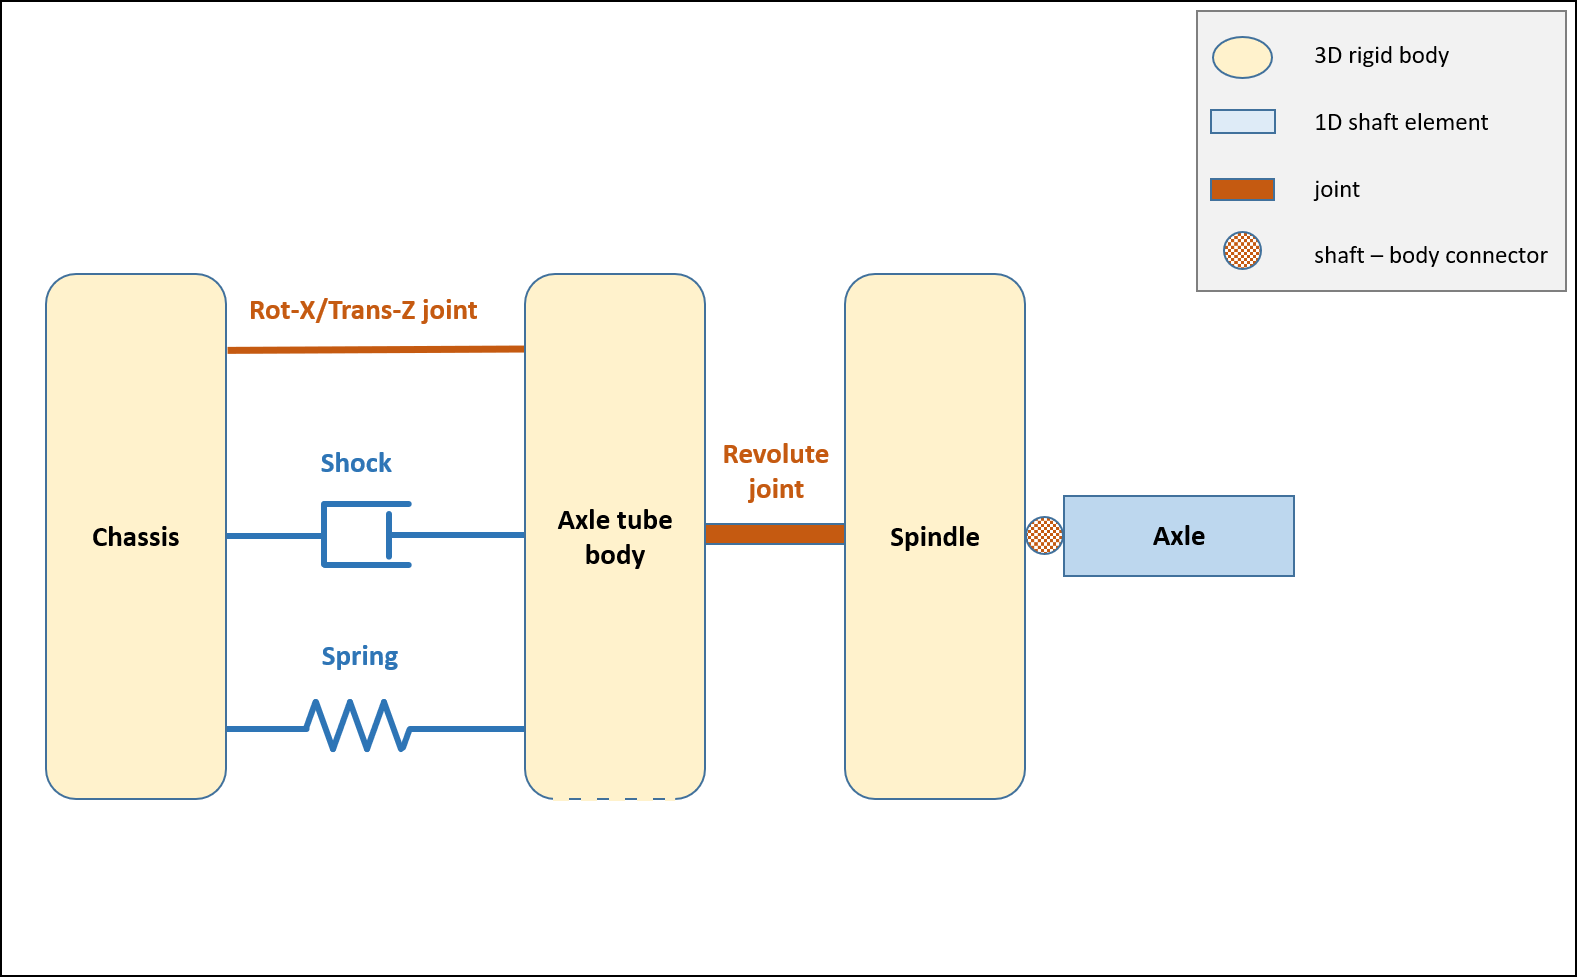 3D rigid body
1D shaft element
joint
shaft – body connector
Rot-X/Trans-Z joint
Shock
Spring
Chassis
Axle tube
body
Revolute
joint
Spindle
Axle